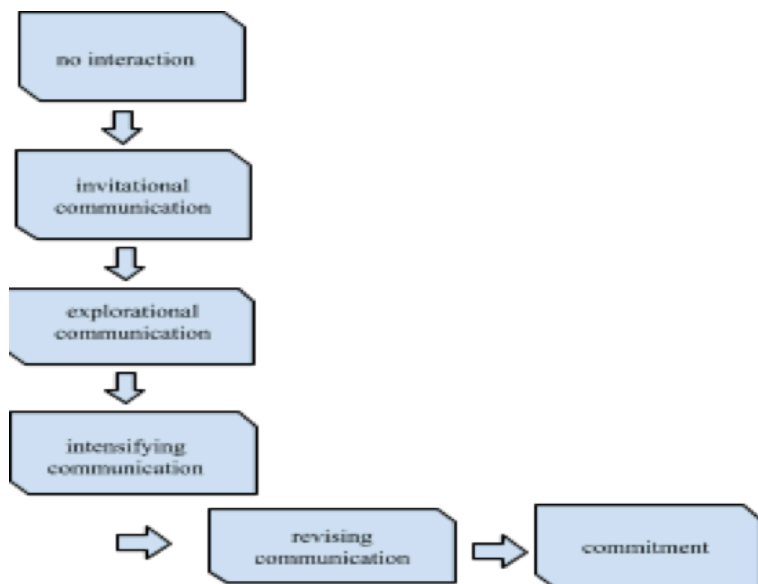 no interaction
invitational
communication
explorational
communication
intensifying
communication
revising
communication
commitment